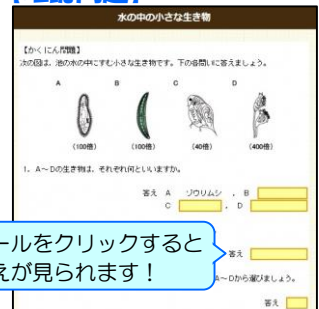 水の中の小さな生き物
【かくにん問題】
次の図は、池の水の中にすむ小さな生き物です。下の各問いに答えましょう。
A B C D
(100倍) (100倍) (40倍) (400倍)
1. A～Dの生き物は、それぞれ何といいますか。
答え A ゾウリムシ , B
C , D
ールをクリックすると
答え
えが見られます！
A～Dから選びましょう。
答え